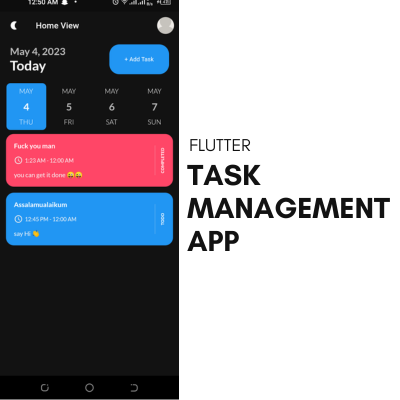 12:50 AM
Home View
May 4, 2023
Today
+ Add Task
MAY MAY MAY MAY
4 5 6 7
THU FRI SAT SUN
Fuck you man
1:23 AM - 12:00 AM
you can get it done 😄😄
COMPLETED
Assalamualaikum
12:45 PM - 12:00 AM
say Hi 👋
TODO
FLUTTER
TASK
MANAGEMENT
APP